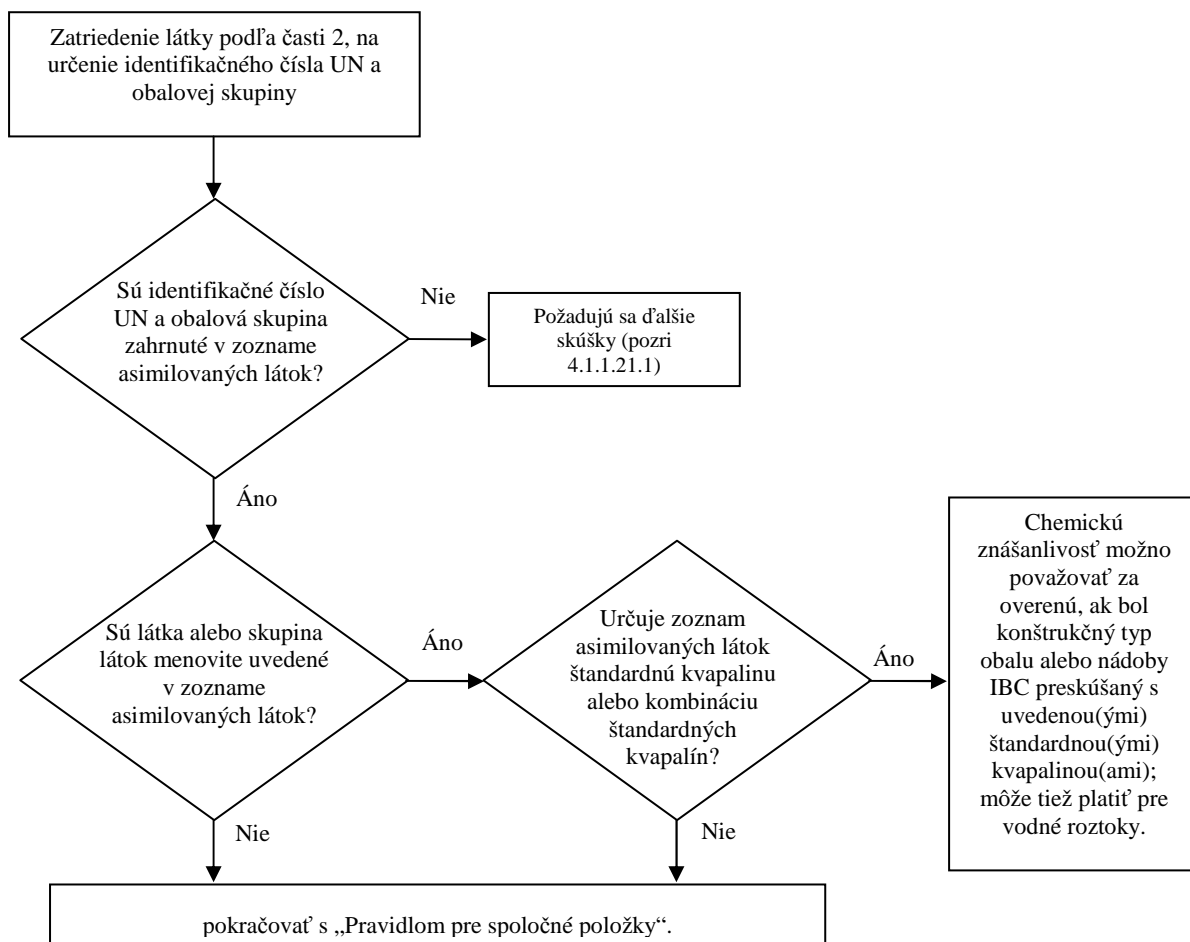 Zatriedenie látky podľa časti 2, na
určenie identifikačného čísla UN a
obalovej skupiny
Sú identifikačné číslo
UN a obalová skupina
zahrnuté v zozname
asimilovaných látok?
Nie
Požadujú sa ďalšie
skúšky (pozri
4.1.1.21.1)
Áno
Sú látka alebo skupina
látok menovite uvedené
v zozname
asimilovaných látok?
Áno
Určuje zoznam
asimilovaných látok
štandardnú kvapalinu
alebo kombináciu
štandardných
kvapalín?
Áno
Chemickú
znášanlivosť možno
považovať za
overenú, ak bol
konštrukčný typ
obalu alebo nádoby
IBC preskúšaný s
uvedenou(ými)
štandardnou(ými)
kvapalinou(ami);
môže tiež platiť pre
vodné roztoky.
Nie
Nie
pokračovať s „Pravidlom pre spoločné položky“.